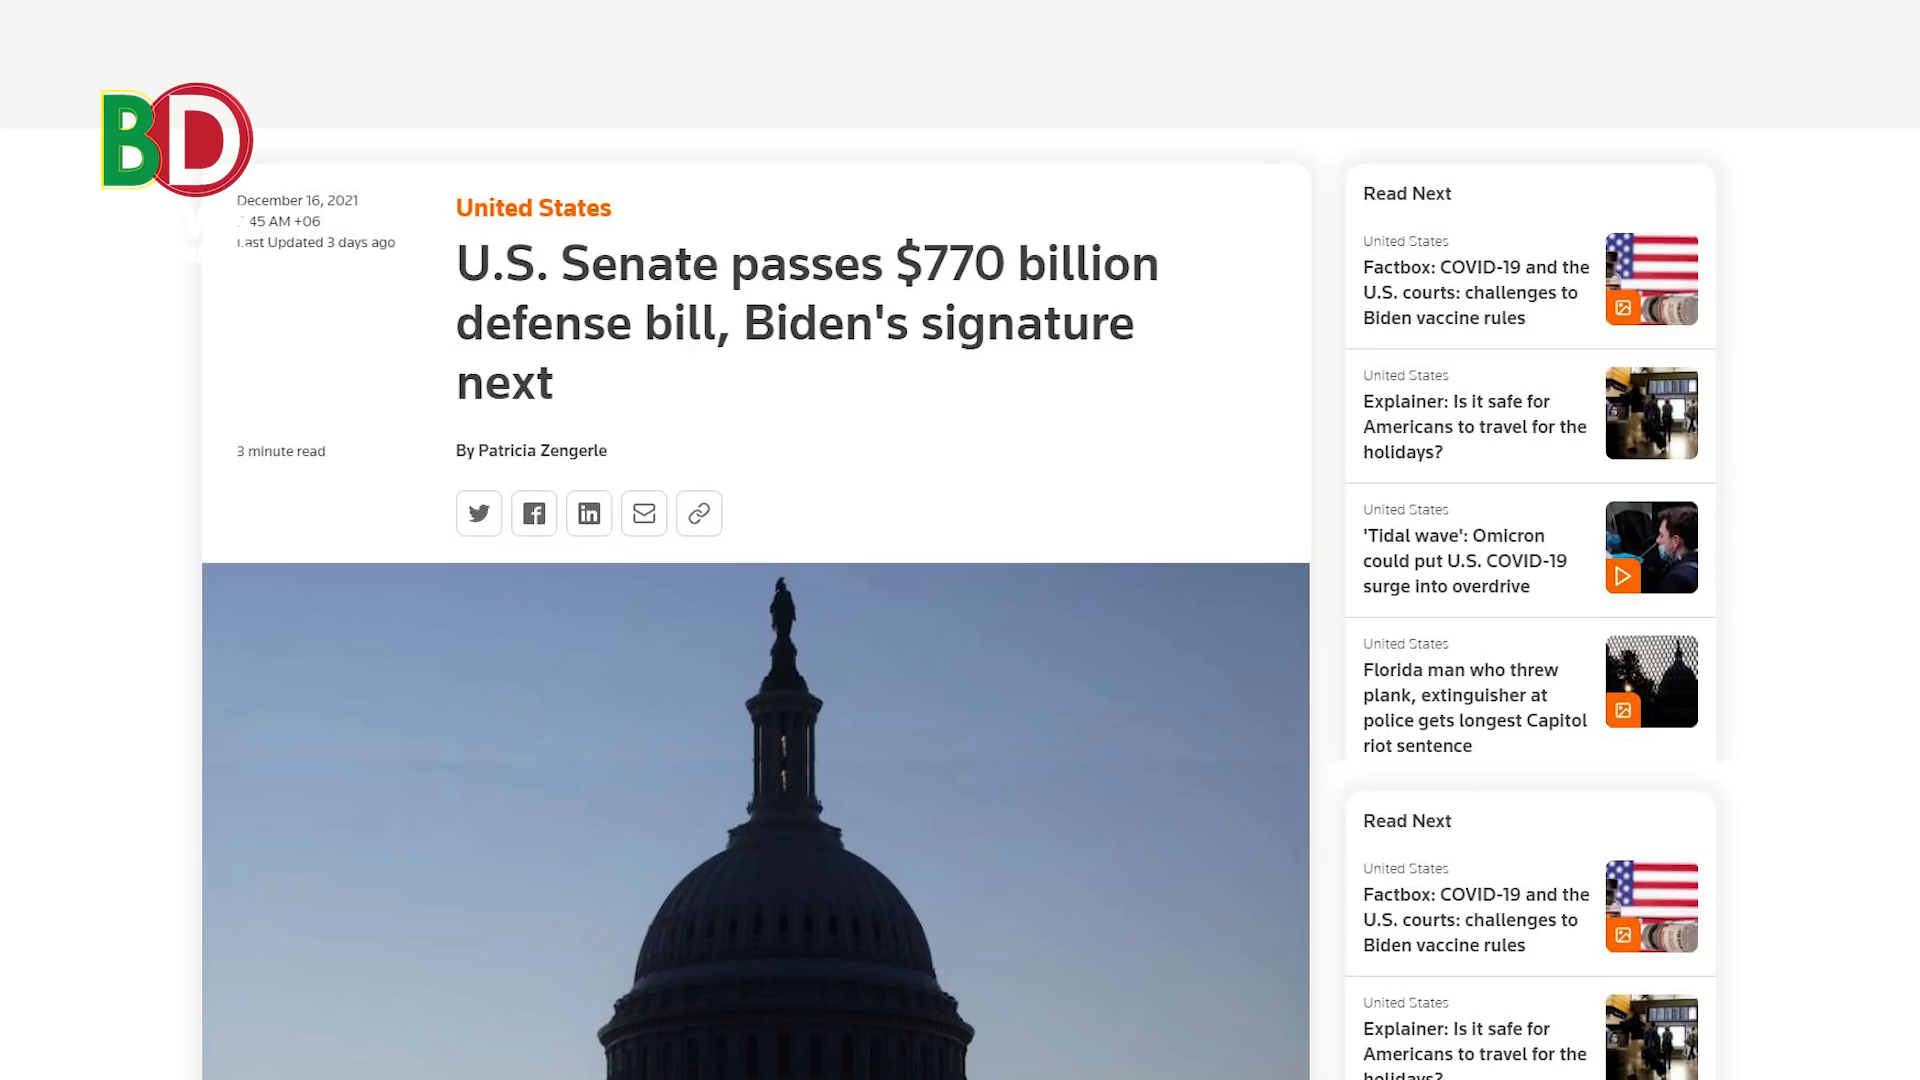 BD
December 16, 2021
45 AM +06
Last Updated 3 days ago
3 minute read
United States
U.S. Senate passes $770 billion
defense bill, Biden's signature
next
By Patricia Zengerle
Read Next
United States
Factbox: COVID-19 and the
U.S. courts: challenges to
Biden vaccine rules
United States
Explainer: Is it safe for
Americans to travel for the
holidays?
United States
'Tidal wave': Omicron
could put U.S. COVID-19
surge into overdrive
United States
Florida man who threw
plank, extinguisher at
police gets longest Capitol
riot sentence
Read Next
United States
Factbox: COVID-19 and the
U.S. courts: challenges to
Biden vaccine rules
United States
Explainer: Is it safe for
Americans to travel for the
holidays?